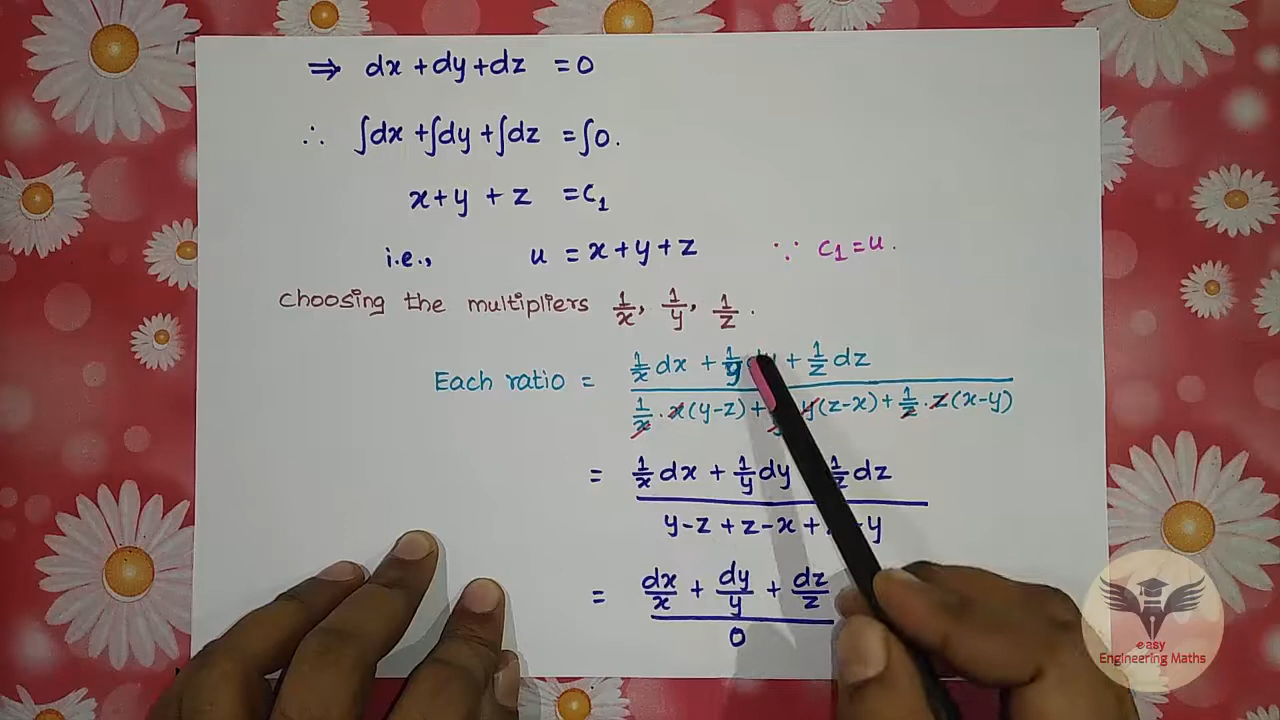 ⇒ dx + dy + dz = 0
∴ ∫dx + ∫dy + ∫dz = ∫0.
x + y + z = C₁
i.e., u = x + y + z ∵ C₁ = u.
Choosing the multipliers 1/x, 1/y, 1/z.
Each ratio = (1/x dx + 1/y dy + 1/z dz) / (1/x · x(y-z) + y(z-x) + 1/z · z(x-y))
= (1/x dx + 1/y dy 1/z dz) / (y-z + z-x + y)
= (dx/x + dy/y + dz/z) / 0
easy
Engineering Maths